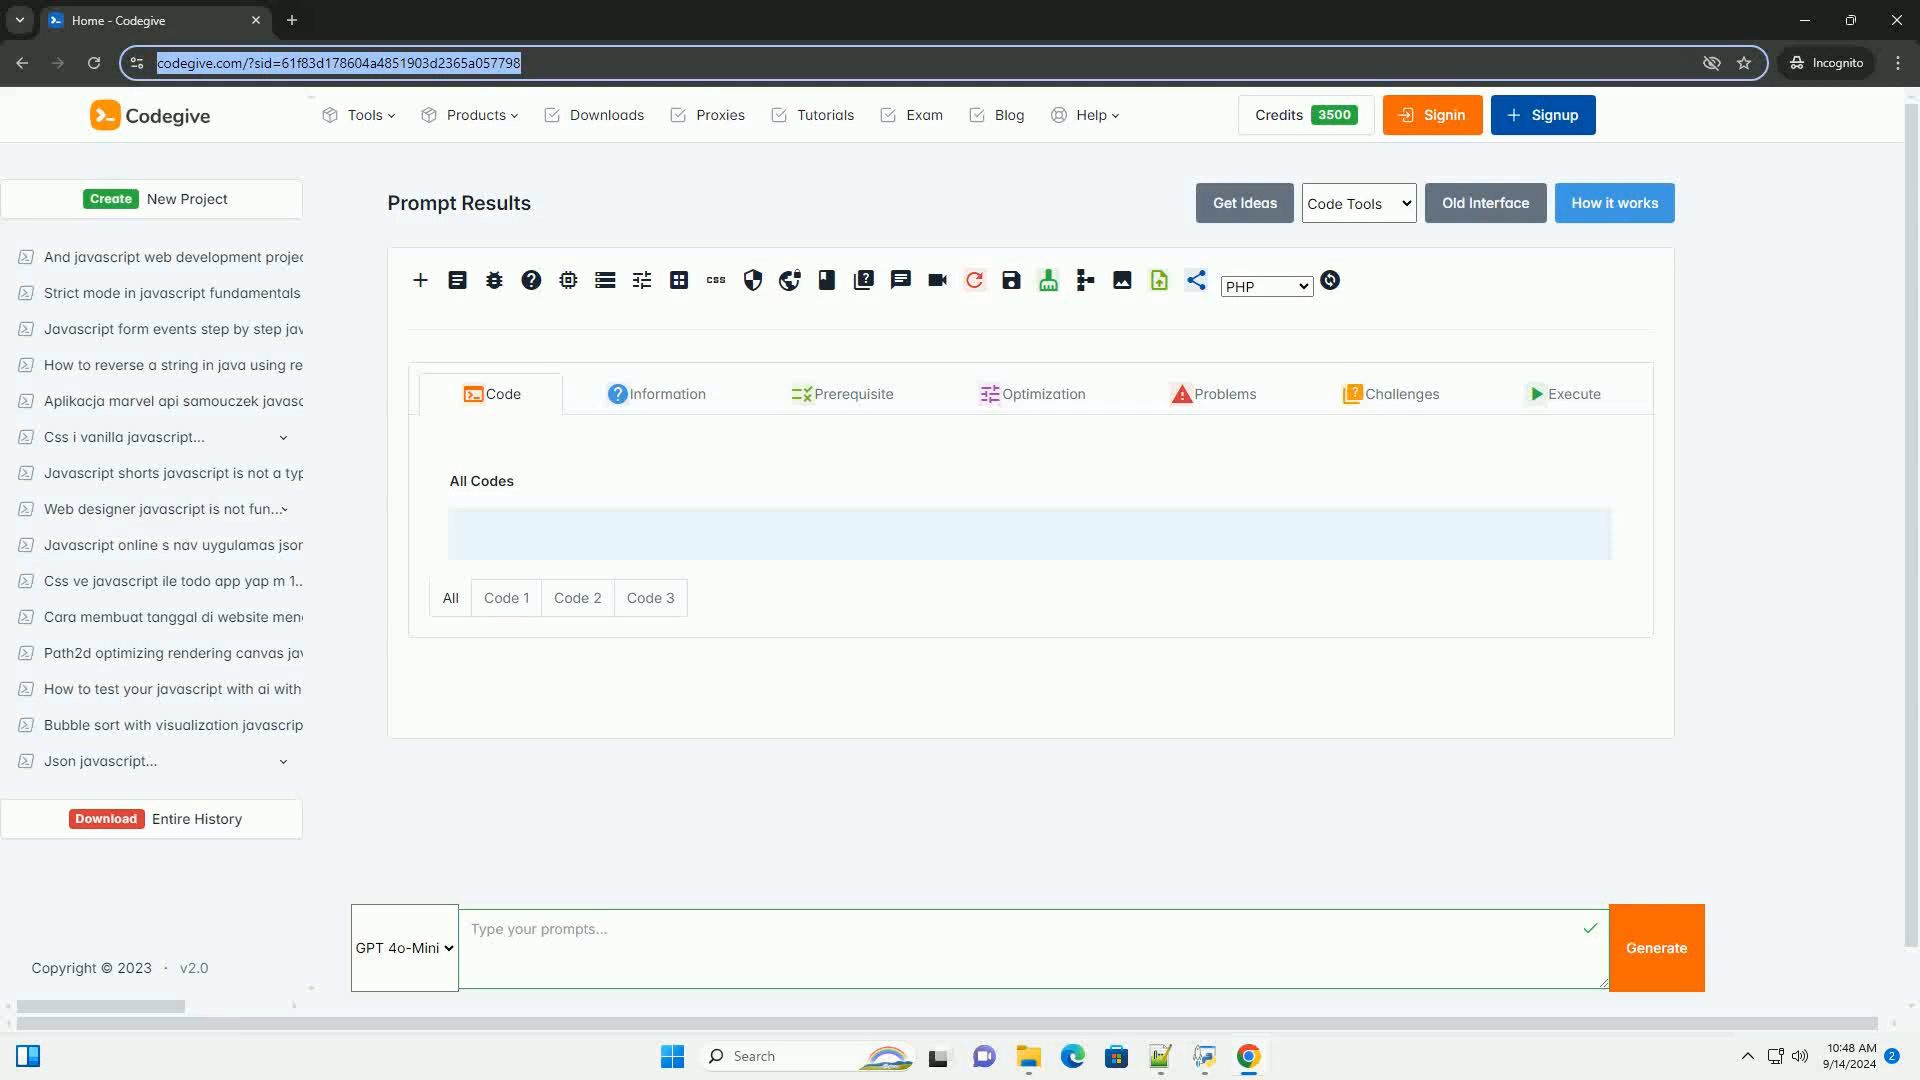 Home - Codegive
codegive.com/?sid=61f83d178604a4851903d2365a057798
Incognito
Codegive
Tools
Products
Downloads
Proxies
Tutorials
Exam
Blog
Help
Credits 3500
Signin
Signup
Create New Project
And javascript web development projec
Strict mode in javascript fundamentals
Javascript form events step by step jav
How to reverse a string in java using re
Aplikacja marvel api samouczek javasc
Css i vanilla javascript...
Javascript shorts javascript is not a typ
Web designer javascript is not fun...
Javascript online s nav uygulamas json
Css ve javascript ile todo app yap m 1...
Cara membuat tanggal di website men
Path2d optimizing rendering canvas jav
How to test your javascript with ai with
Bubble sort with visualization javascrip
Json javascript...
Download Entire History
Copyright © 2023 · v2.0
Prompt Results
Get Ideas
Code Tools
Old Interface
How it works
css
PHP
Code
Information
Prerequisite
Optimization
Problems
Challenges
Execute
All Codes
All
Code 1
Code 2
Code 3
GPT 4o-Mini
Type your prompts...
Generate
Search
10:48 AM
9/14/2024
2